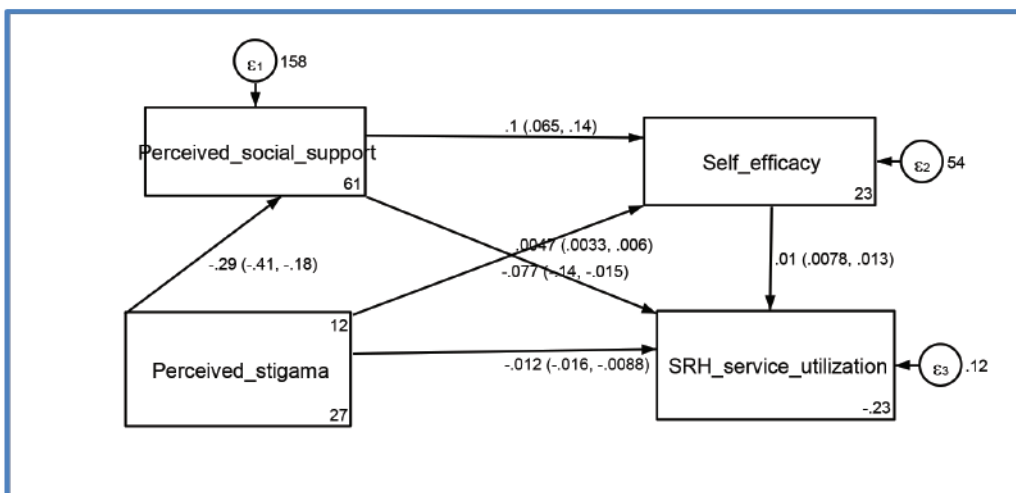 ε1 158
Perceived_social_support
61
.1 (.065, .14)
Self_efficacy
23
ε2 54
-.29 (-.41, -.18)
.0047 (.0033, .006)
-.077 (-.14, -.015)
.01 (.0078, .013)
12
Perceived_stigama
27
-.012 (-.016, -.0088)
SRH_service_utilization
-.23
ε3 .12